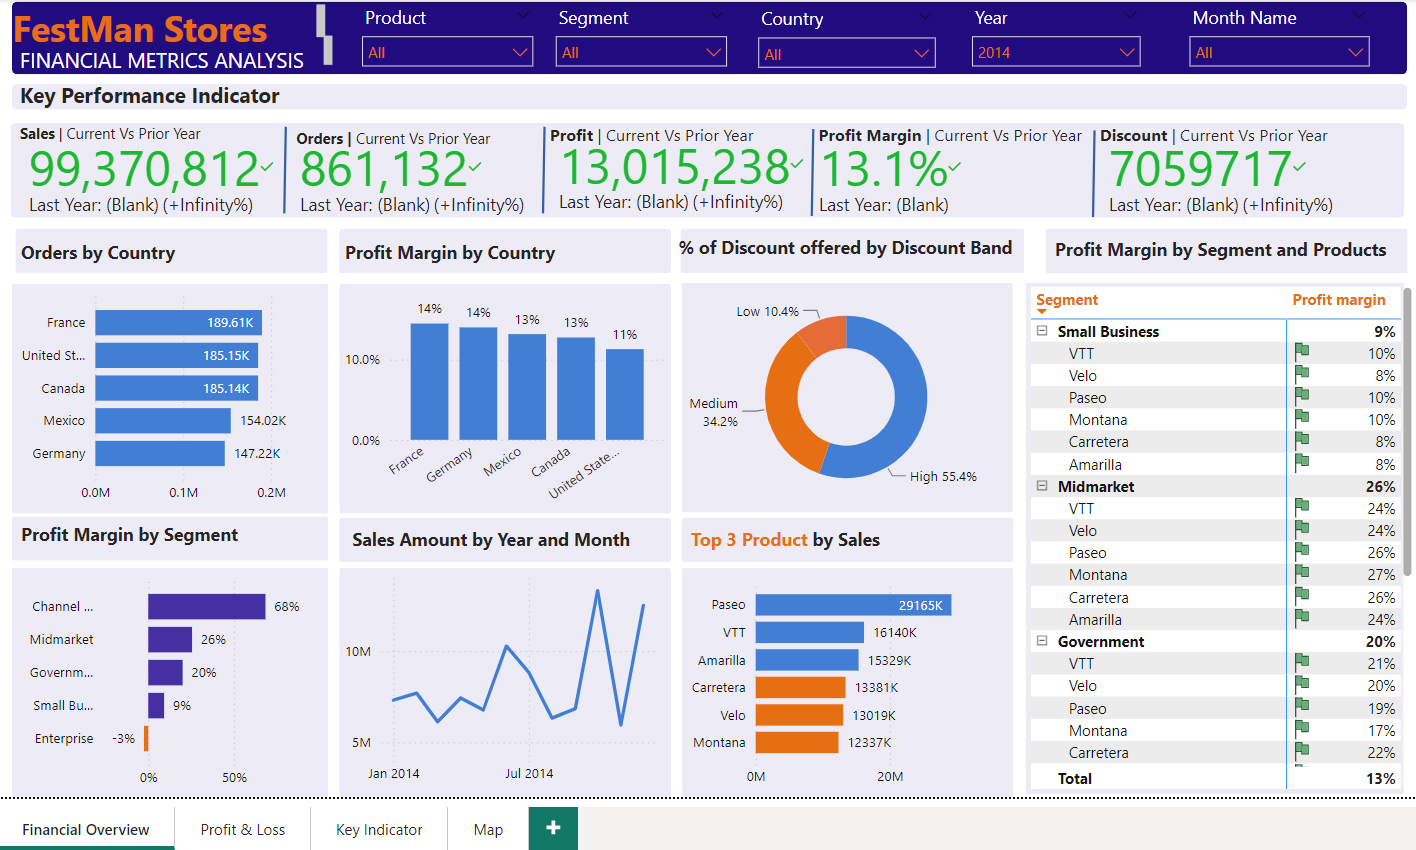 FestMan Stores
FINANCIAL METRICS ANALYSIS
Product
All
Segment
All
Country
All
Year
2014
Month Name
All
Key Performance Indicator
Sales | Current Vs Prior Year
99,370,812
Last Year: (Blank) (+Infinity%)
Orders | Current Vs Prior Year
861,132
Last Year: (Blank) (+Infinity%)
Profit | Current Vs Prior Year
13,015,238
Last Year: (Blank) (+Infinity%)
Profit Margin | Current Vs Prior Year
13.1%
Last Year: (Blank)
Discount | Current Vs Prior Year
7059717
Last Year: (Blank) (+Infinity%)
Orders by Country
France 189.61K
United St... 185.15K
Canada 185.14K
Mexico 154.02K
Germany 147.22K
0.0M 0.1M 0.2M
Profit Margin by Country
14% 14% 13% 13% 11%
10.0%
0.0%
France Germany Mexico Canada United State...
% of Discount offered by Discount Band
Low 10.4%
Medium
34.2%
High 55.4%
Profit Margin by Segment and Products
Segment Profit margin
Small Business 9%
VTT 10%
Velo 8%
Paseo 10%
Montana 10%
Carretera 8%
Amarilla 8%
Midmarket 26%
VTT 24%
Velo 24%
Paseo 26%
Montana 27%
Carretera 26%
Amarilla 24%
Government 20%
VTT 21%
Velo 20%
Paseo 19%
Montana 17%
Carretera 22%
Total 13%
Profit Margin by Segment
Channel ... 68%
Midmarket 26%
Governm... 20%
Small Bu... 9%
Enterprise -3%
0% 50%
Sales Amount by Year and Month
10M
5M
Jan 2014 Jul 2014
Top 3 Product by Sales
Paseo 29165K
VTT 16140K
Amarilla 15329K
Carretera 13381K
Velo 13019K
Montana 12337K
0M 20M
Financial Overview Profit & Loss Key Indicator Map +